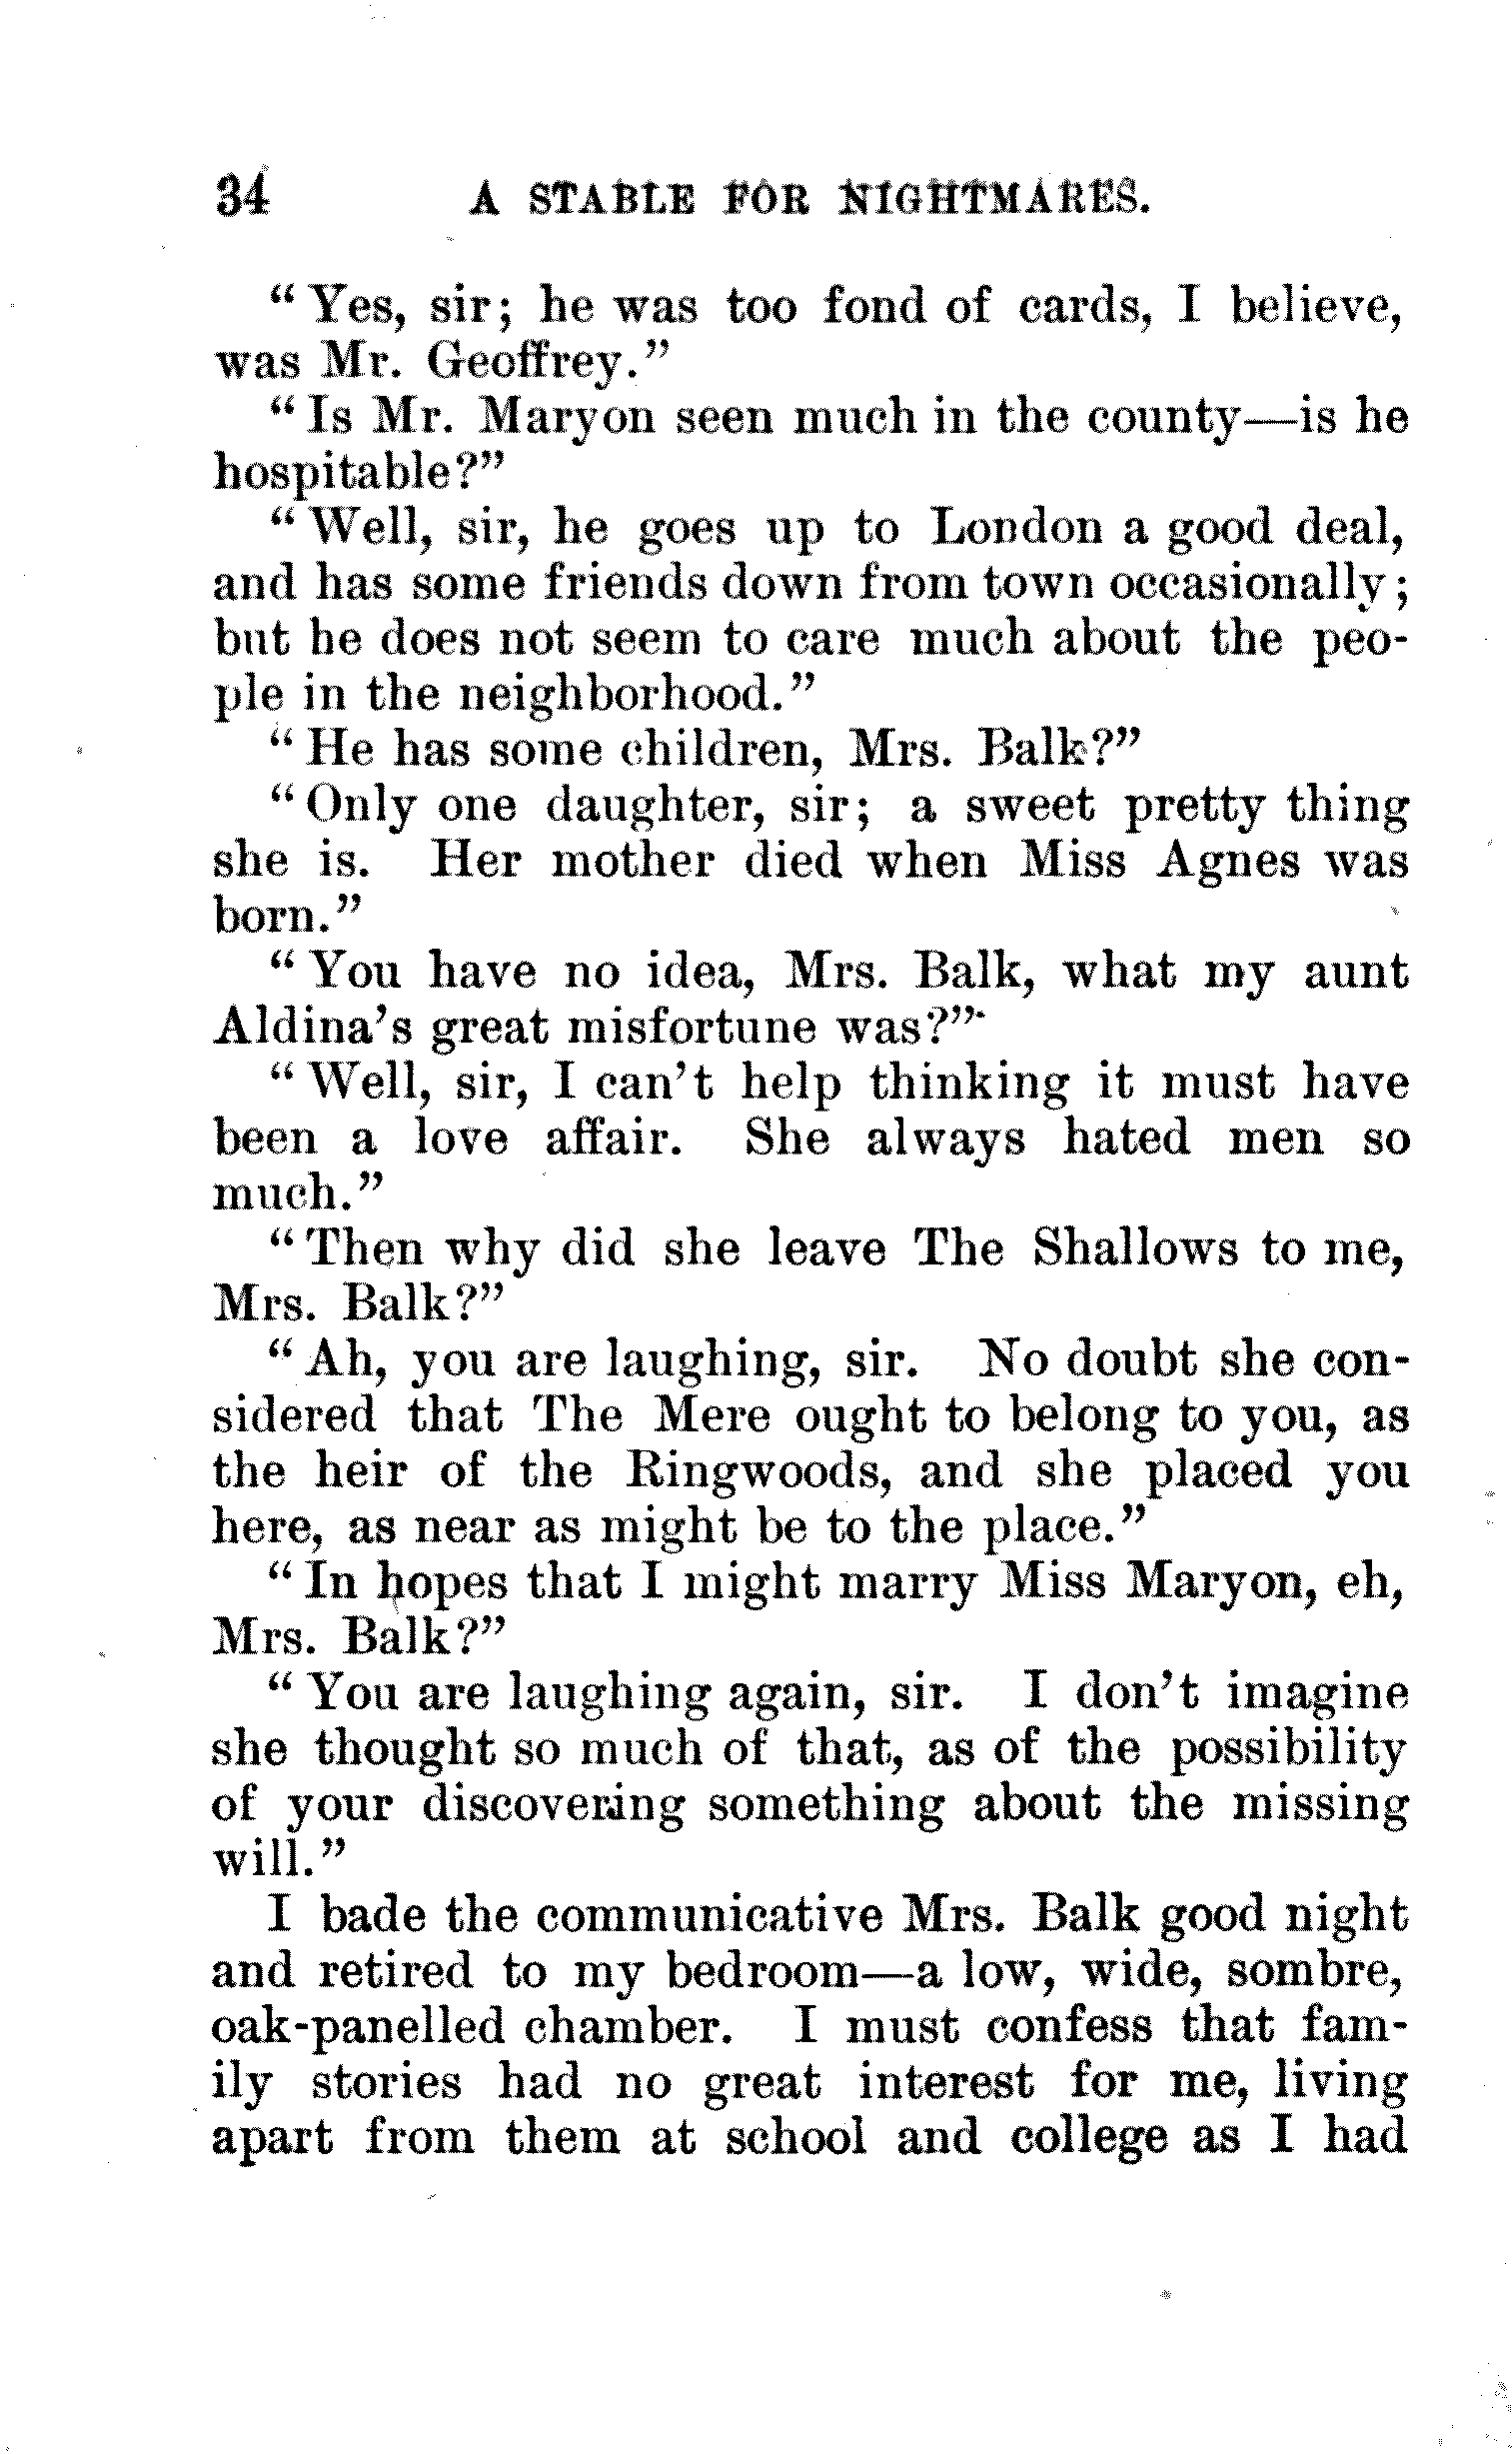 34 A STABLE FOR NIGHTMARES.
“Yes, sir; he was too fond of cards, I believe,
was Mr. Geoffrey.”
“Is Mr. Maryon seen much in the county—is he
hospitable?”
“Well, sir, he goes up to London a good deal,
and has some friends down from town occasionally;
but he does not seem to care much about the peo-
ple in the neighborhood.”
“He has some children, Mrs. Balk?”
“Only one daughter, sir; a sweet pretty thing
she is. Her mother died when Miss Agnes was
born.”
“You have no idea, Mrs. Balk, what my aunt
Aldina’s great misfortune was?”
“Well, sir, I can’t help thinking it must have
been a love affair. She always hated men so
much.”
“Then why did she leave The Shallows to me,
Mrs. Balk?”
“Ah, you are laughing, sir. No doubt she con-
sidered that The Mere ought to belong to you, as
the heir of the Ringwoods, and she placed you
here, as near as might be to the place.”
“In hopes that I might marry Miss Maryon, eh,
Mrs. Balk?”
“You are laughing again, sir. I don’t imagine
she thought so much of that, as of the possibility
of your discovering something about the missing
will.”
I bade the communicative Mrs. Balk good night
and retired to my bedroom—a low, wide, sombre,
oak-panelled chamber. I must confess that fam-
ily stories had no great interest for me, living
apart from them at school and college as I had